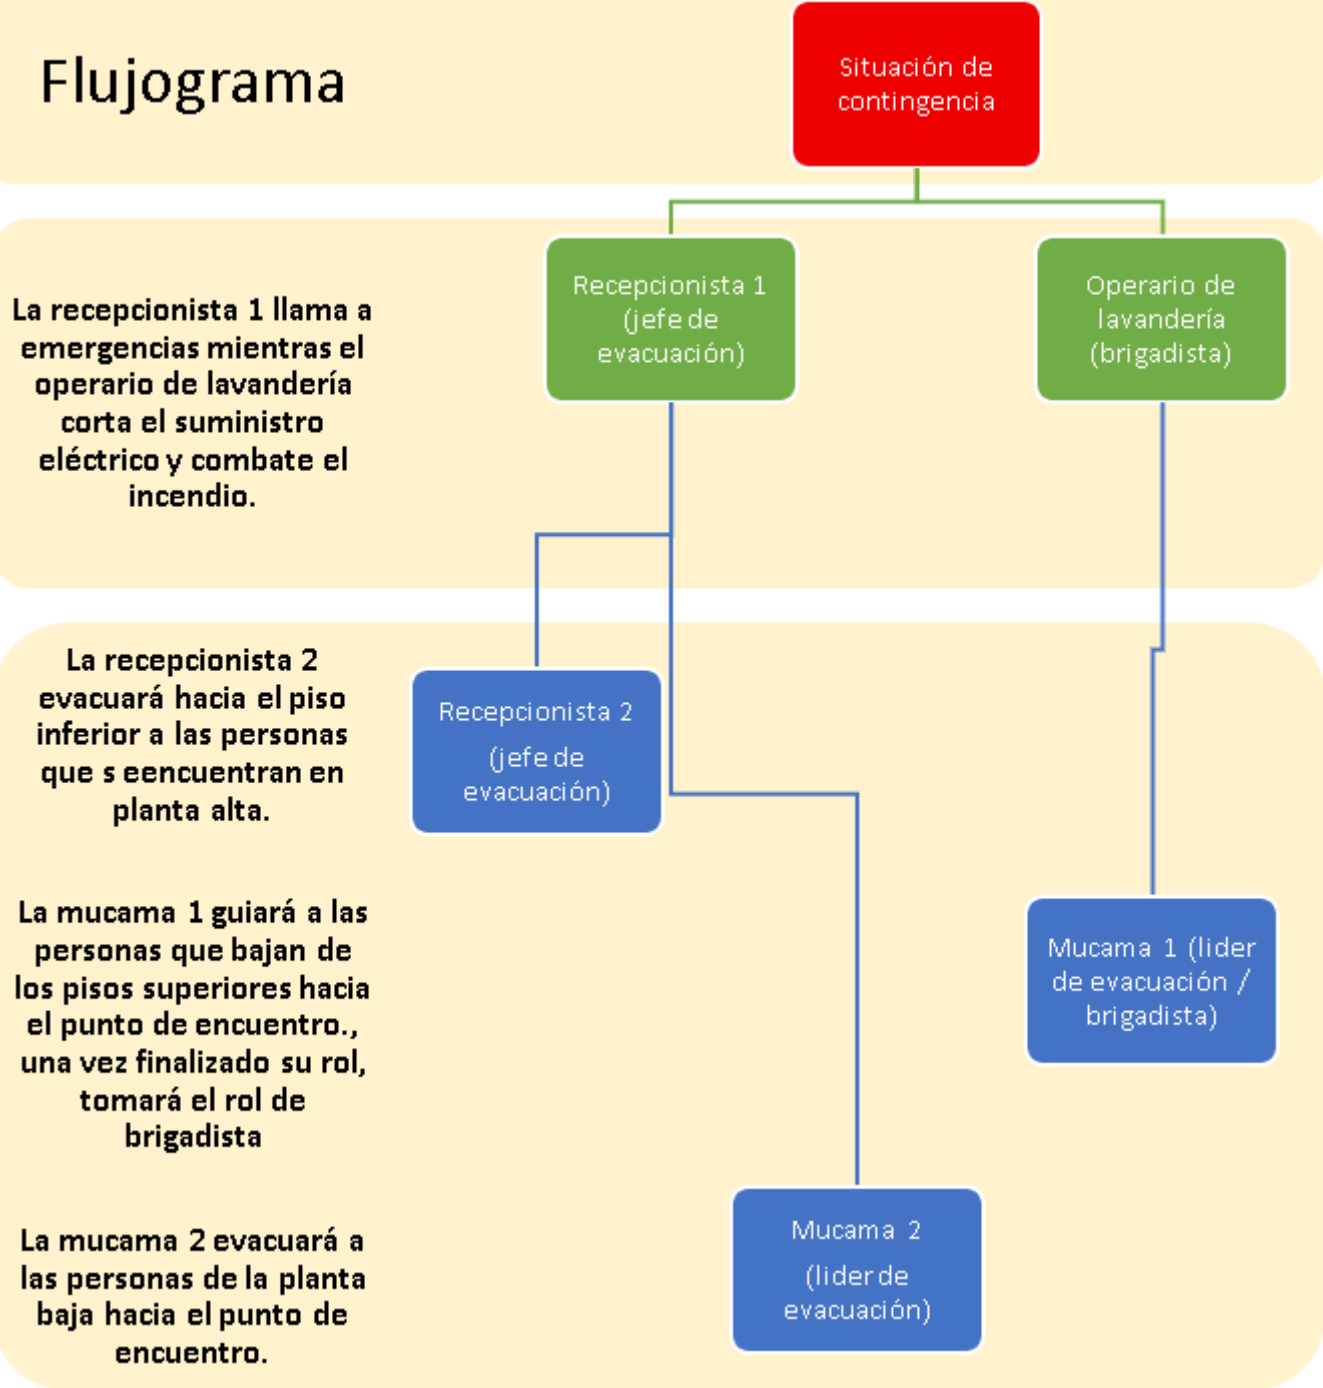 Flujograma
Situación de
contingencia
La recepcionista 1 llama a
emergencias mientras el
operario de lavandería
corta el suministro
eléctrico y combate el
incendio.
Recepcionista 1
(jefe de
evacuación)
Operario de
lavandería
(brigadista)
La recepcionista 2
evacuará hacia el piso
inferior a las personas
que s eencuentran en
planta alta.
Recepcionista 2
(jefe de
evacuación)
La mucama 1 guiará a las
personas que bajan de
los pisos superiores hacia
el punto de encuentro.,
una vez finalizado su rol,
tomará el rol de
brigadista
Mucama 1 (lider
de evacuación /
brigadista)
La mucama 2 evacuará a
las personas de la planta
baja hacia el punto de
encuentro.
Mucama 2
(lider de
evacuación)